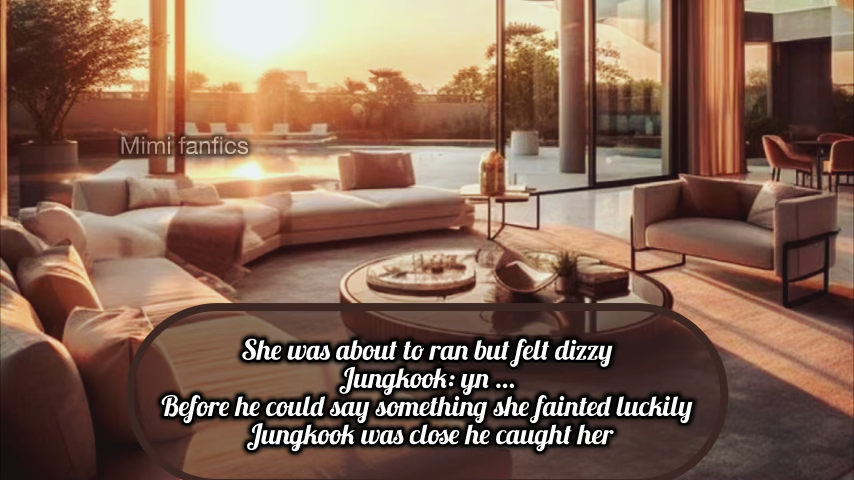 Mimi fanfics
She was about to ran but felt dizzy
Jungkook: yn ...
Before he could say something she fainted luckily
Jungkook was close he caught her